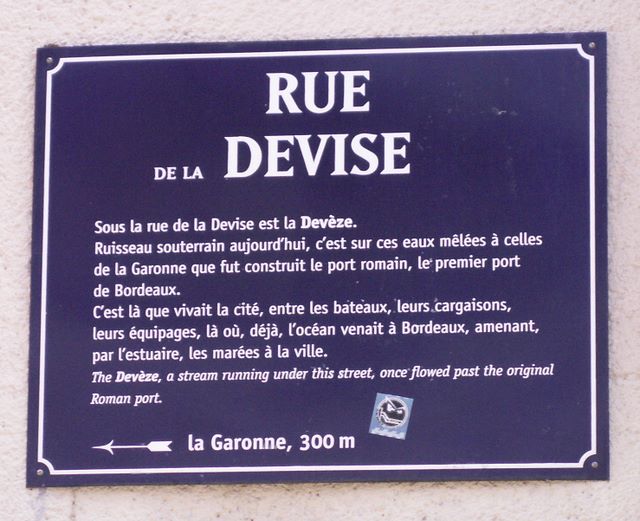 RUE
DE LA DEVISE
Sous la rue de la Devise est la Devèze.
Ruisseau souterrain aujourd'hui, c'est sur ces eaux mêlées à celles
de la Garonne que fut construit le port romain, le premier port
de Bordeaux.
C'est là que vivait la cité, entre les bateaux, leurs cargaisons,
leurs équipages, là où, déjà, l'océan venait à Bordeaux, amenant,
par l'estuaire, les marées à la ville.
The Devèze, a stream running under this street, once flowed past the original
Roman port.
la Garonne, 300 m